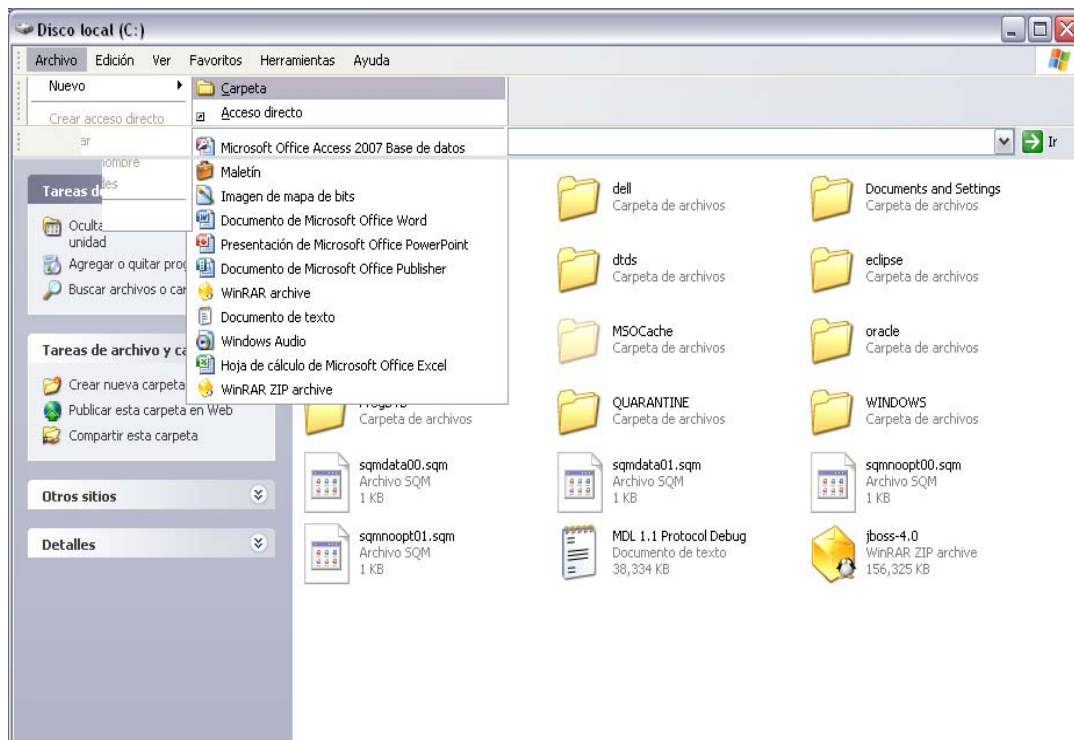 Disco local (C:)
Archivo Edición Ver Favoritos Herramientas Ayuda
Nuevo
Crear acceso directo
Carpeta
Acceso directo
Microsoft Office Access 2007 Base de datos
Maletín
Imagen de mapa de bits
Documento de Microsoft Office Word
Presentación de Microsoft Office PowerPoint
Documento de Microsoft Office Publisher
WinRAR archive
Documento de texto
Windows Audio
Hoja de cálculo de Microsoft Office Excel
WinRAR ZIP archive
Ir
Tareas
unidad
Agregar o quitar
Buscar archivos o
Tareas de archivo y
Crear nueva carpeta
Publicar esta carpeta en Web
Compartir esta carpeta
Otros sitios
Detalles
dell
Carpeta de archivos
Documents and Settings
Carpeta de archivos
dtds
Carpeta de archivos
eclipse
Carpeta de archivos
MSOCache
Carpeta de archivos
oracle
Carpeta de archivos
Carpeta de archivos
QUARANTINE
Carpeta de archivos
WINDOWS
Carpeta de archivos
sqmdata00.sqm
Archivo SQM
1 KB
sqmdata01.sqm
Archivo SQM
1 KB
sqmnoopt00.sqm
Archivo SQM
1 KB
sqmnoopt01.sqm
Archivo SQM
1 KB
MDL 1.1 Protocol Debug
Documento de texto
38,334 KB
jboss-4.0
WinRAR ZIP archive
156,325 KB